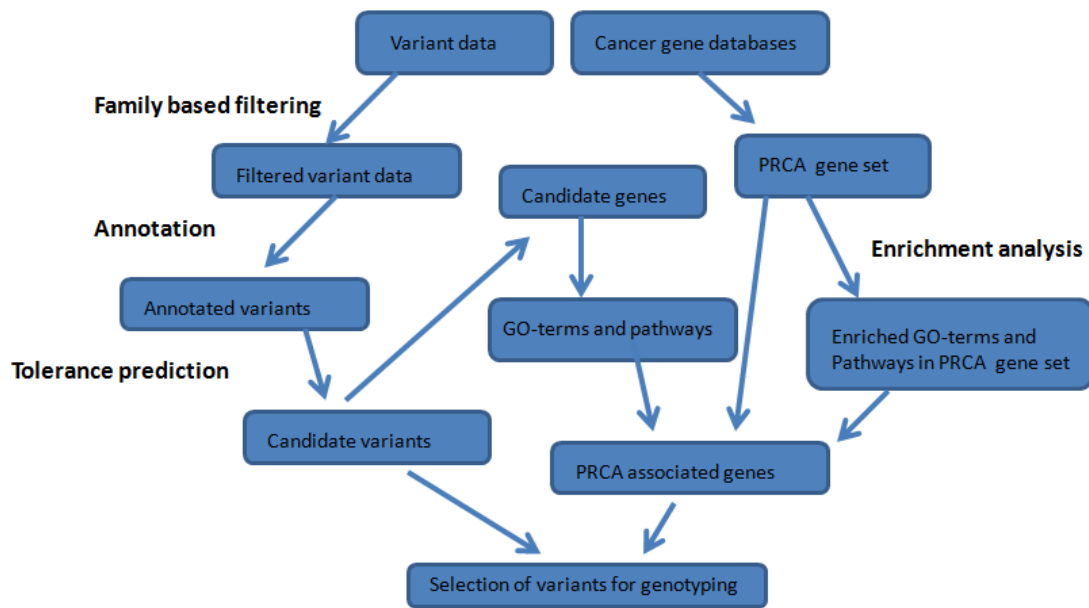 Variant data
Cancer gene databases
Family based filtering
Filtered variant data
Candidate genes
PRCA gene set
Annotation
Enrichment analysis
Annotated variants
GO-terms and pathways
Enriched GO-terms and
Pathways in PRCA gene set
Tolerance prediction
Candidate variants
PRCA associated genes
Selection of variants for genotyping